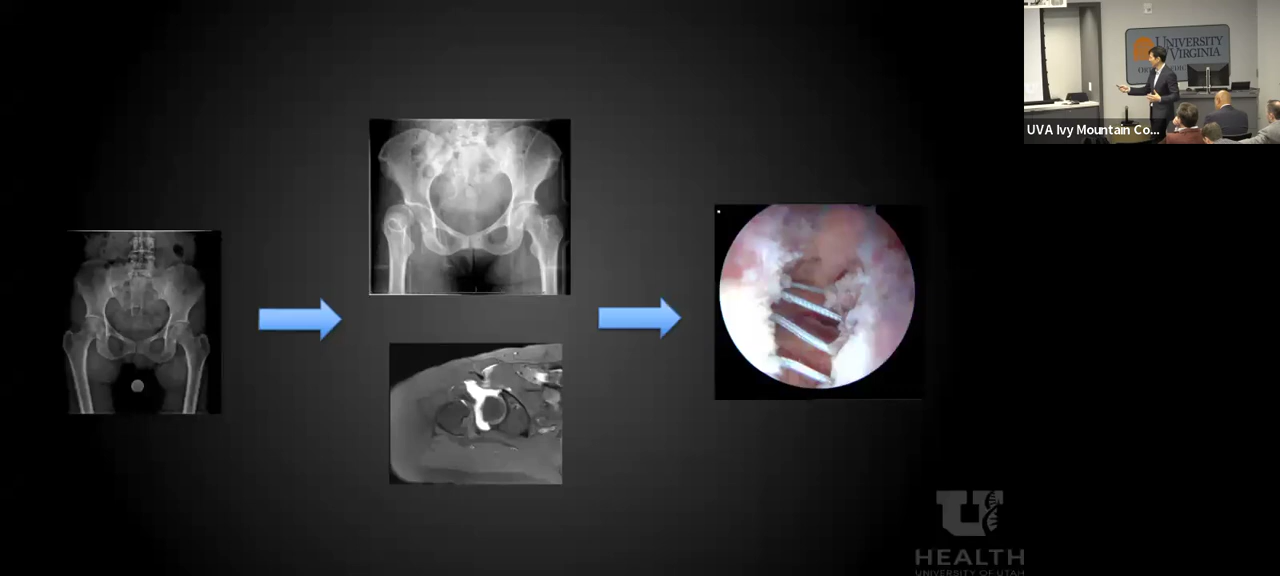 UNIVERSITY
VIRGINIA
UVA Ivy Mountain Co...
U
HEALTH
UNIVERSITY OF UTAH